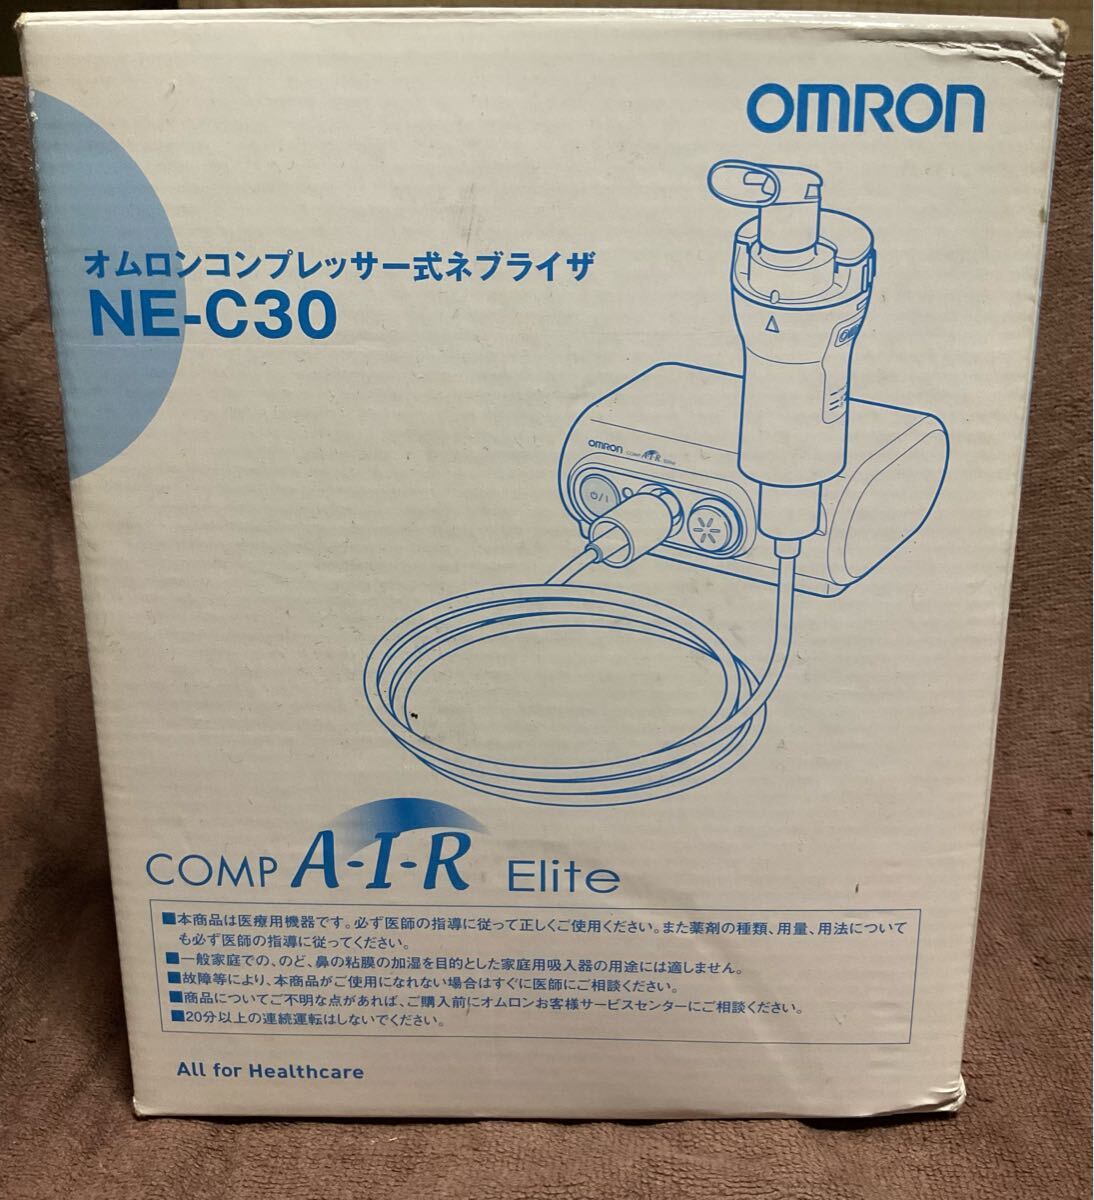 OMRON
オムロンコンプレッサー式ネブライザ
NE-C30
OMRON COMP A-I-R Elite
COMP A-I-R Elite
■本商品は医療用機器です。必ず医師の指導に従って正しくご使用ください。また薬剤の種類、用量、用法について
も必ず医師の指導に従ってください。
■一般家庭での、のど、鼻の粘膜の加湿を目的とした家庭用吸入器の用途には適しません。
■故障等により、本商品がご使用になれない場合はすぐに医師にご相談ください。
■商品についてご不明な点があれば、ご購入前にオムロンお客様サービスセンターにご相談ください。
■20分以上の連続運転はしないでください。
All for Healthcare